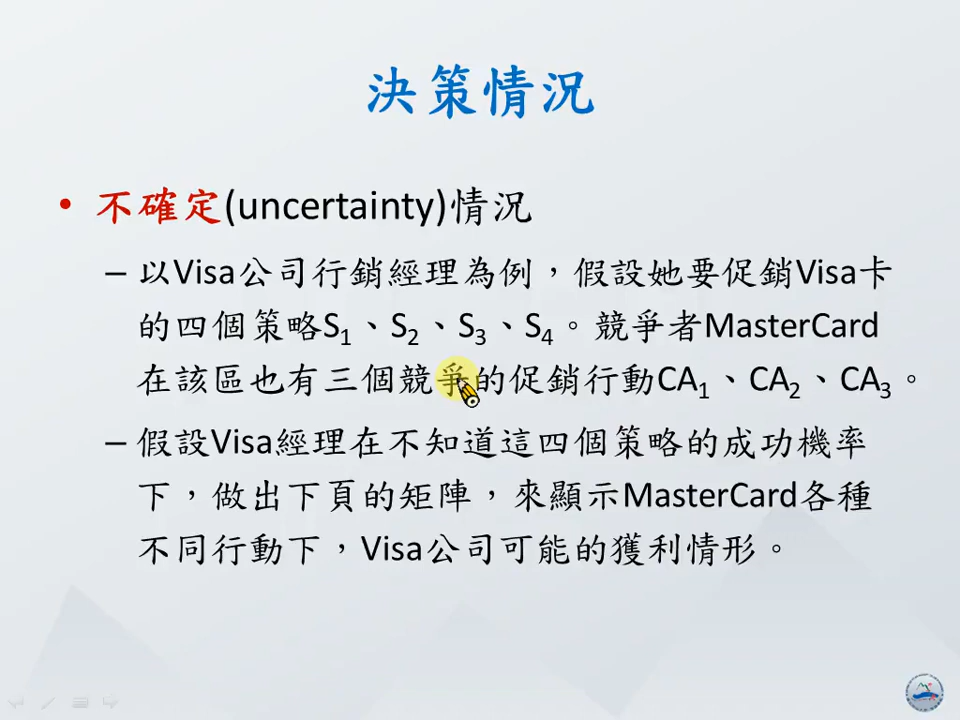 決策情況
• 不確定(uncertainty)情況
– 以Visa公司行銷經理為例，假設她要促銷Visa卡
的四個策略S₁、S₂、S₃、S₄。競爭者MasterCard
在該區也有三個競爭的促銷行動CA₁、CA₂、CA₃。
– 假設Visa經理在不知道這四個策略的成功機率
下，做出下頁的矩陣，來顯示MasterCard各種
不同行動下，Visa公司可能的獲利情形。